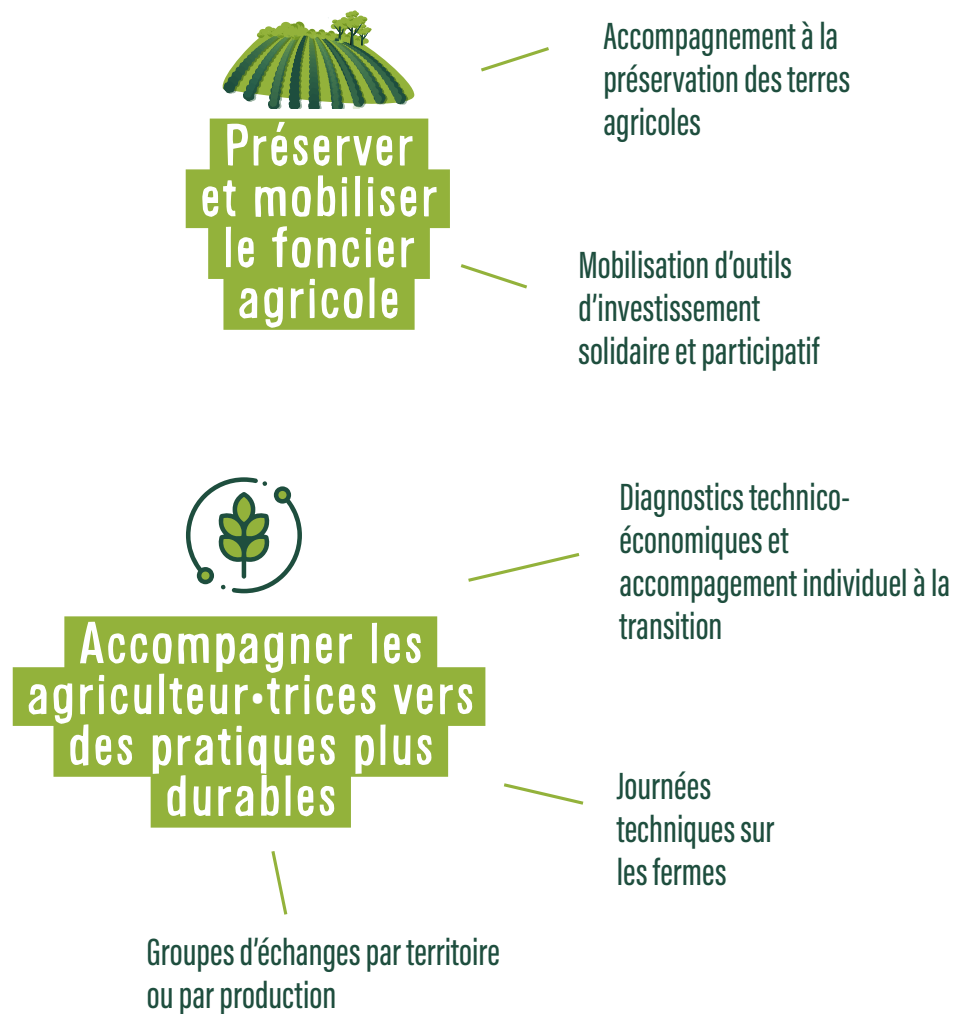 Préserver
et mobiliser
le foncier
agricole
Accompagnement à la
préservation des terres
agricoles
Mobilisation d'outils
d'investissement
solidaire et participatif
Accompagner les
agriculteur•trices vers
des pratiques plus
durables
Diagnostics technico-
économiques et
accompagement individuel à la
transition
Journées
techniques sur
les fermes
Groupes d'échanges par territoire
ou par production